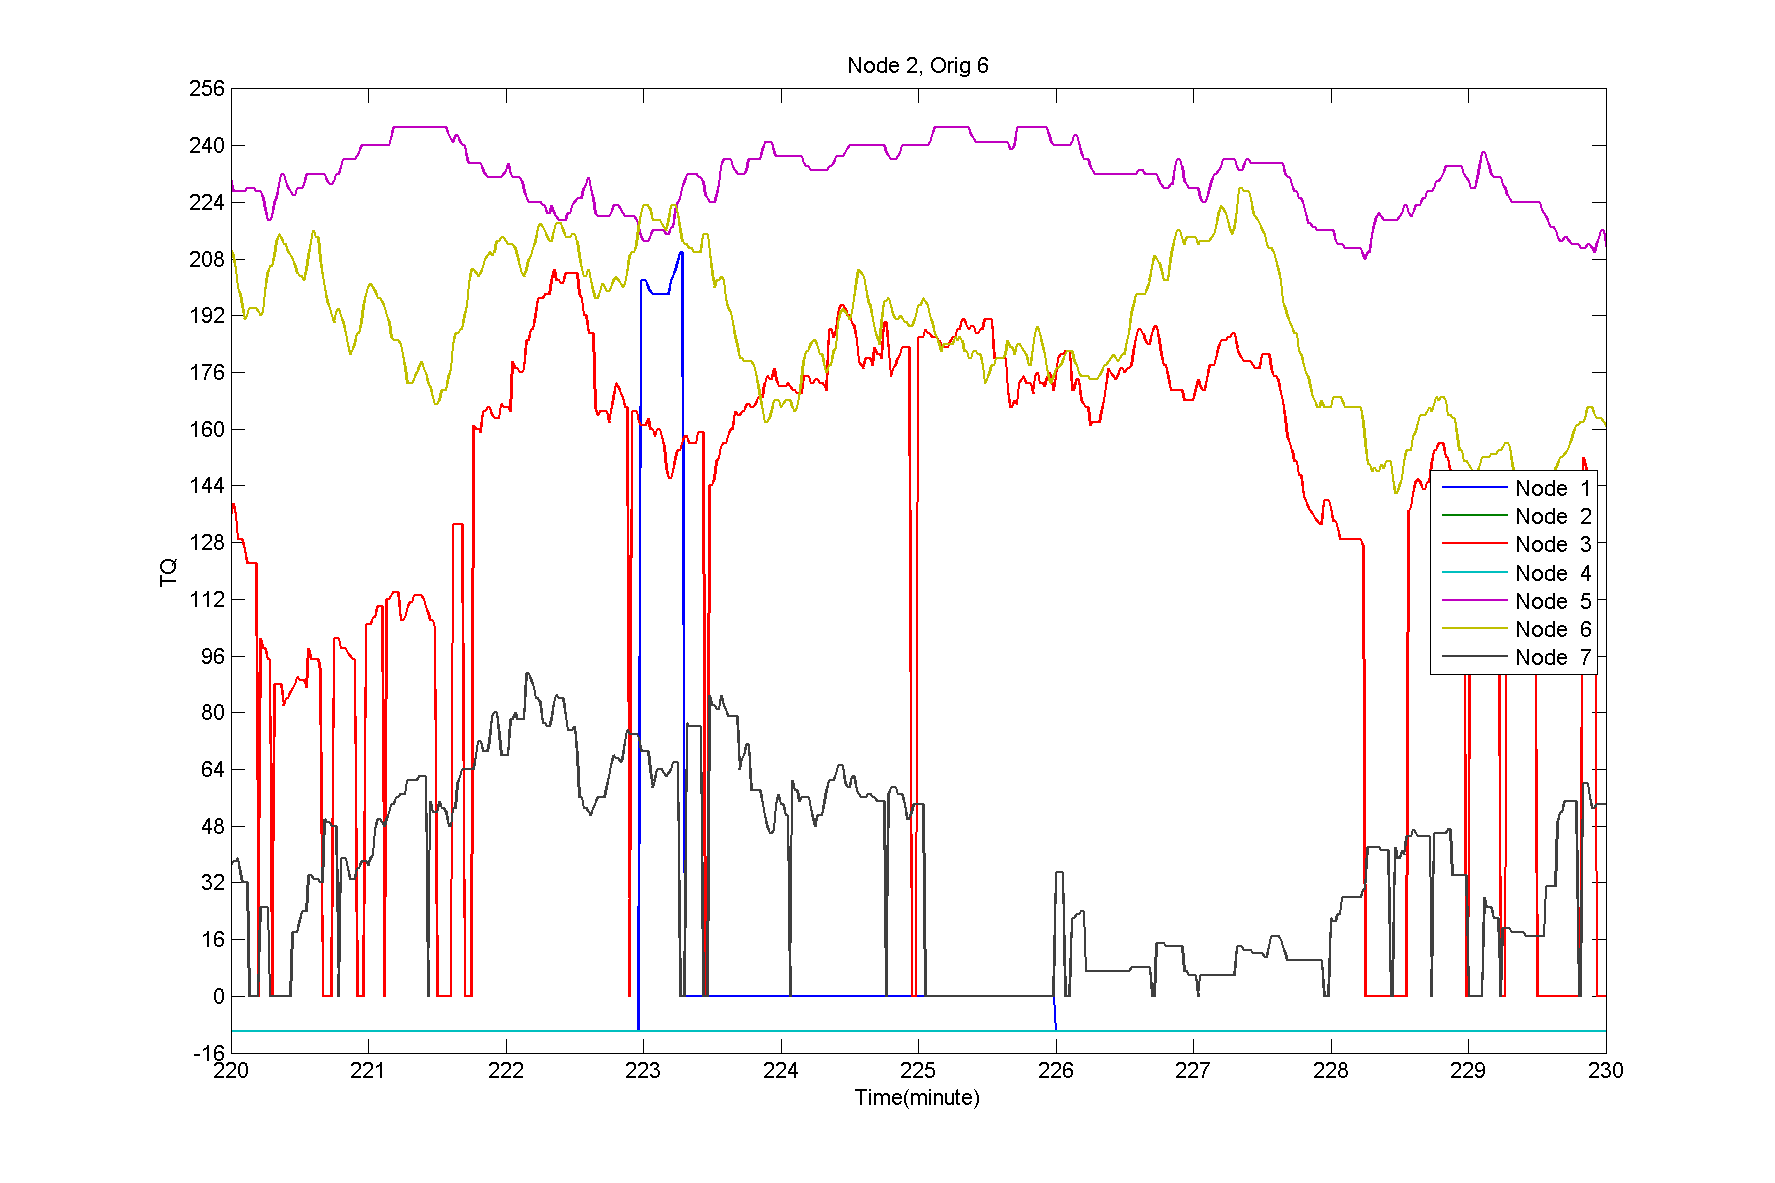 Node 2, Orig 6
256
240
224
208
192
176
160
144
128
112
96
80
64
48
32
16
0
-16
TQ
220 221 222 223 224 225 226 227 228 229 230
Time(minute)
Node 1
Node 2
Node 3
Node 4
Node 5
Node 6
Node 7